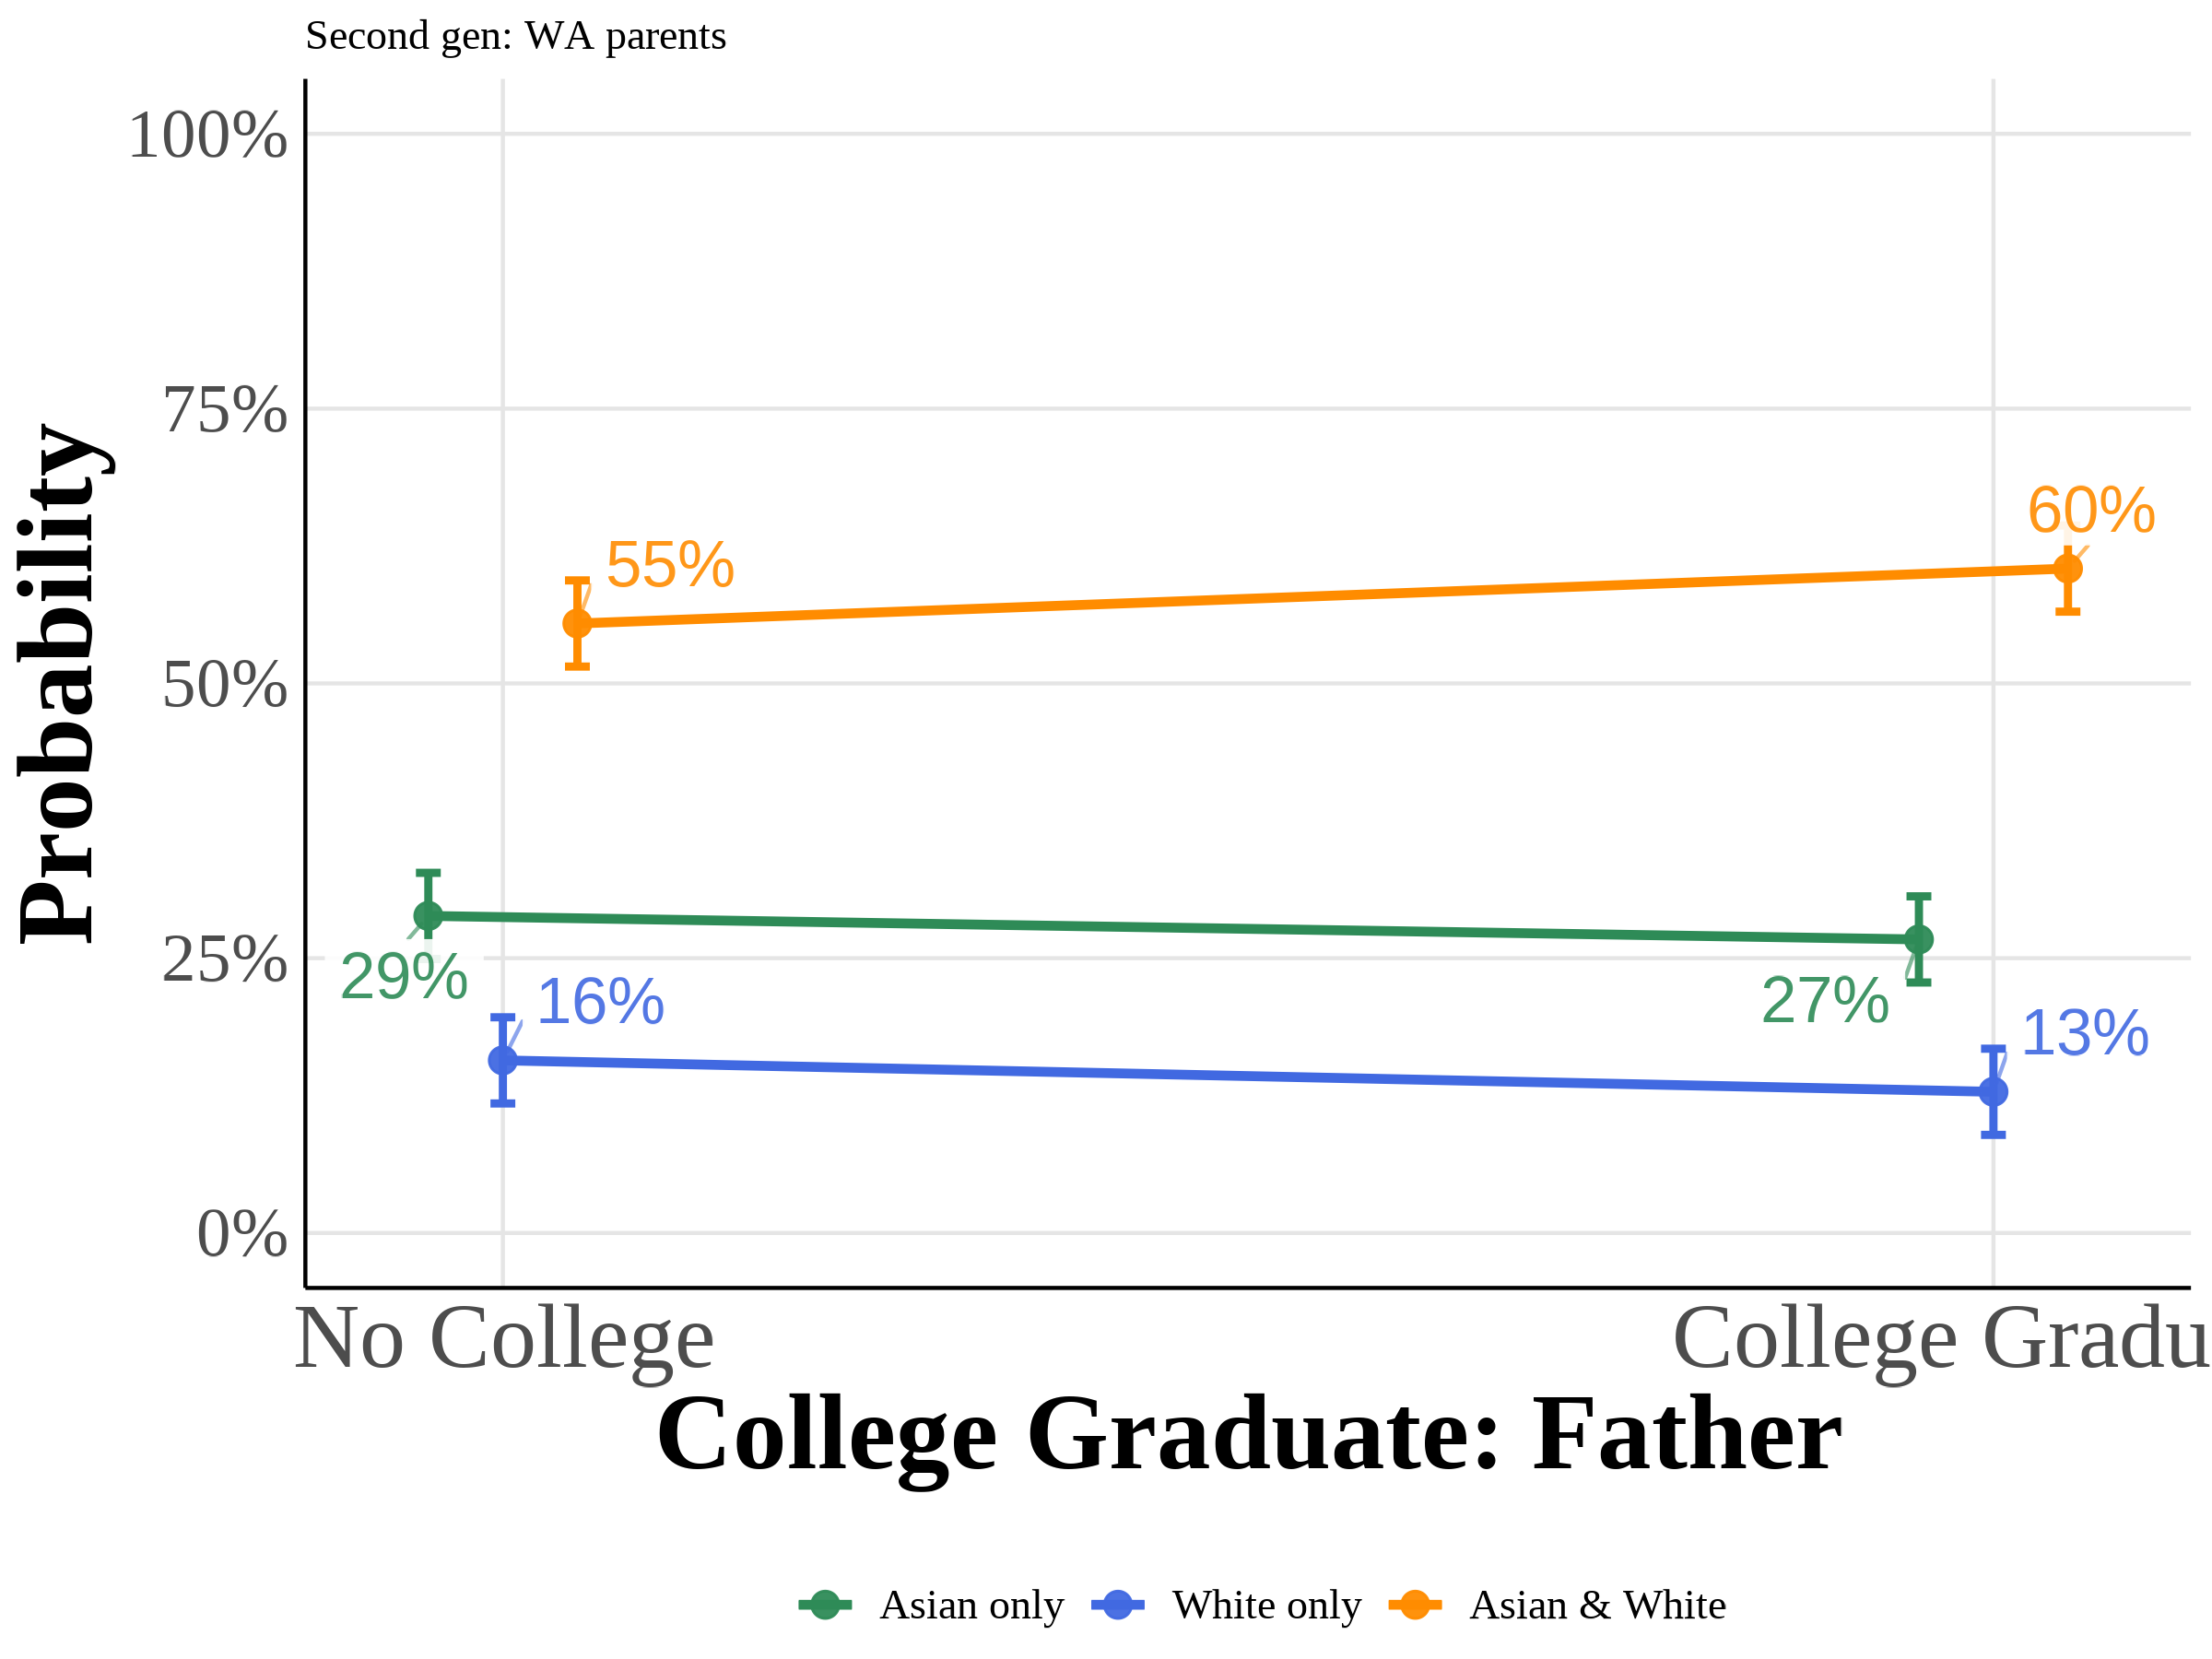 Second gen: WA parents
Probability
100%
75%
50%
25%
0%
55%
60%
29%
16%
27%
13%
No College
College Gradu
College Graduate: Father
Asian only
White only
Asian & White